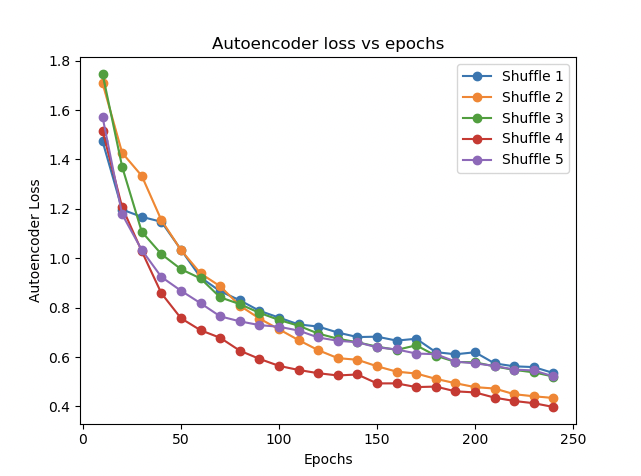 Autoencoder loss vs epochs
Autoencoder Loss
1.8
1.6
1.4
1.2
1.0
0.8
0.6
0.4
Shuffle 1
Shuffle 2
Shuffle 3
Shuffle 4
Shuffle 5
0 50 100 150 200 250
Epochs